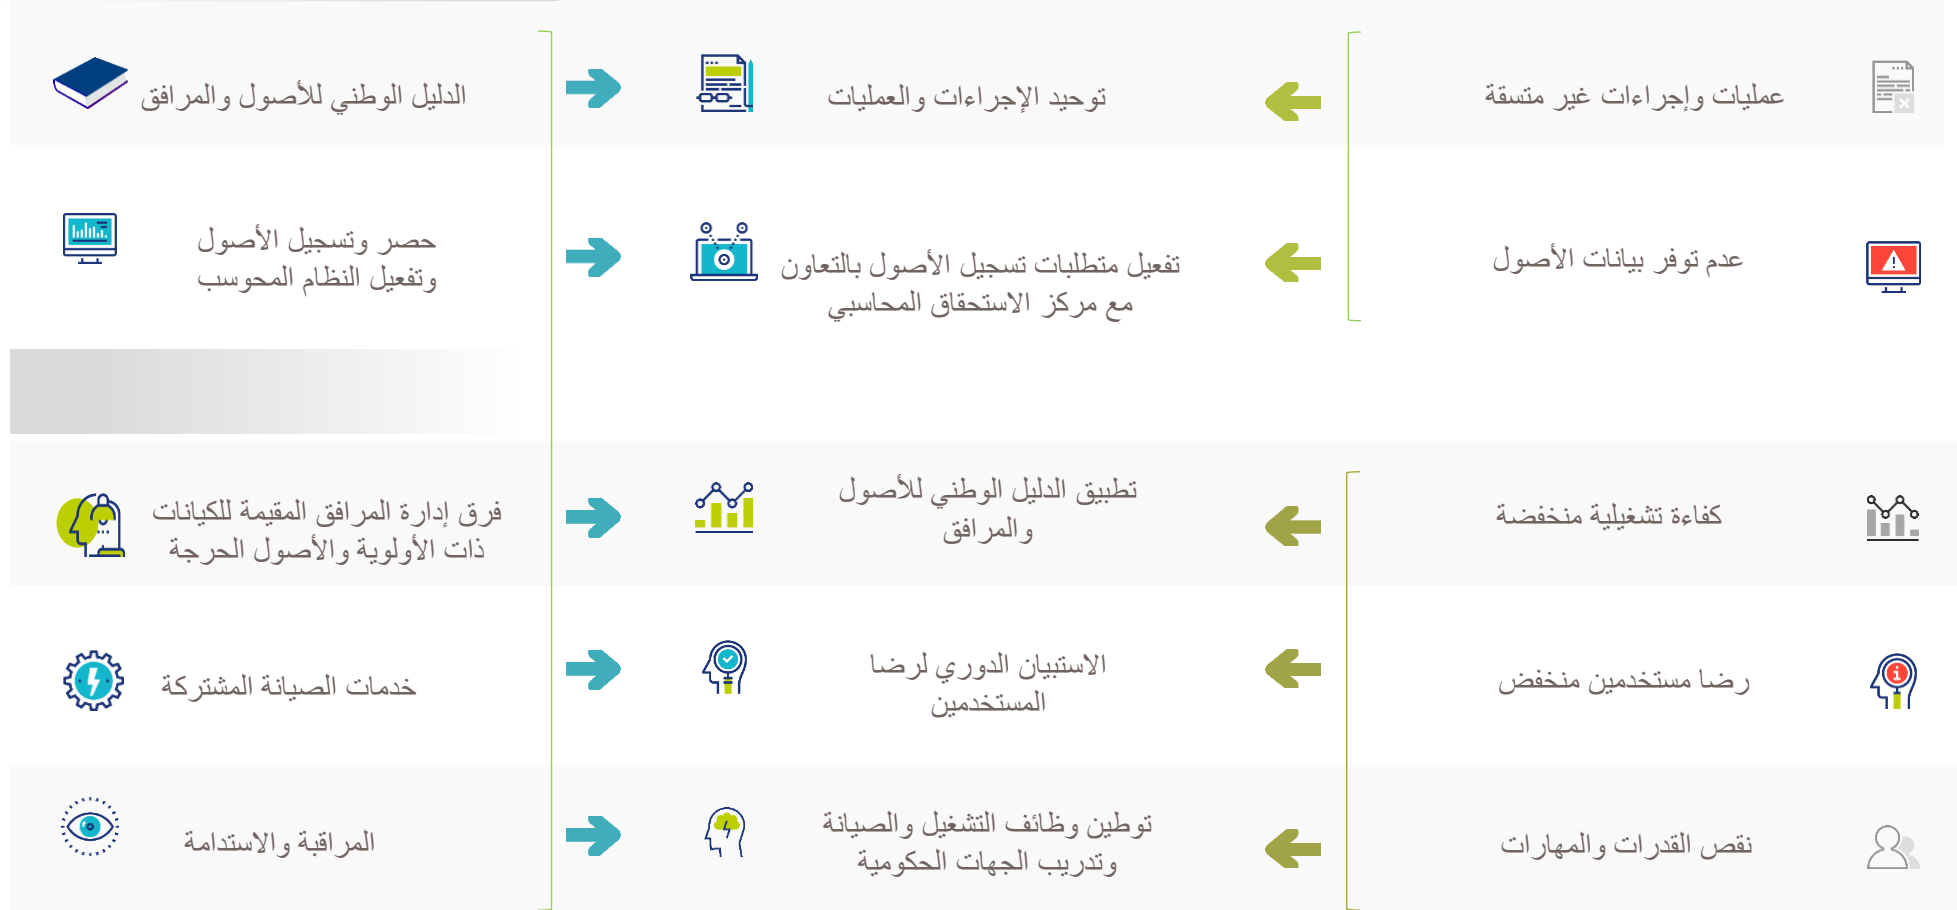 عمليات وإجراءات غير متسقة
توحيد الإجراءات والعمليات
الدليل الوطني للأصول والمرافق
عدم توفر بيانات الأصول
تفعيل متطلبات تسجيل الأصول بالتعاون
مع مركز الاستحقاق المحاسبي
حصر وتسجيل الأصول
وتفعيل النظام المحوسب
كفاءة تشغيلية منخفضة
تطبيق الدليل الوطني للأصول
والمرافق
فرق إدارة المرافق المقيمة للكيانات
ذات الأولوية والأصول الحرجة
رضا مستخدمين منخفض
الاستبيان الدوري لرضا
المستخدمين
خدمات الصيانة المشتركة
نقص القدرات والمهارات
توطين وظائف التشغيل والصيانة
وتدريب الجهات الحكومية
المراقبة والاستدامة